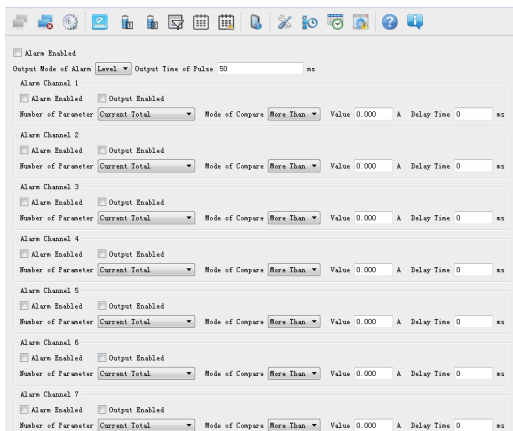 Alarm Enabled
Output Mode of Alarm Level Output Time of Pulse 50 ms
Alarm Channel 1
Alarm Enabled Output Enabled
Number of Parameter Current Total Mode of Compare More Than Value 0.000 A Delay Time 0 ms
Alarm Channel 2
Alarm Enabled Output Enabled
Number of Parameter Current Total Mode of Compare More Than Value 0.000 A Delay Time 0 ms
Alarm Channel 3
Alarm Enabled Output Enabled
Number of Parameter Current Total Mode of Compare More Than Value 0.000 A Delay Time 0 ms
Alarm Channel 4
Alarm Enabled Output Enabled
Number of Parameter Current Total Mode of Compare More Than Value 0.000 A Delay Time 0 ms
Alarm Channel 5
Alarm Enabled Output Enabled
Number of Parameter Current Total Mode of Compare More Than Value 0.000 A Delay Time 0 ms
Alarm Channel 6
Alarm Enabled Output Enabled
Number of Parameter Current Total Mode of Compare More Than Value 0.000 A Delay Time 0 ms
Alarm Channel 7
Alarm Enabled Output Enabled
Number of Parameter Current Total Mode of Compare More Than Value 0.000 A Delay Time 0 ms